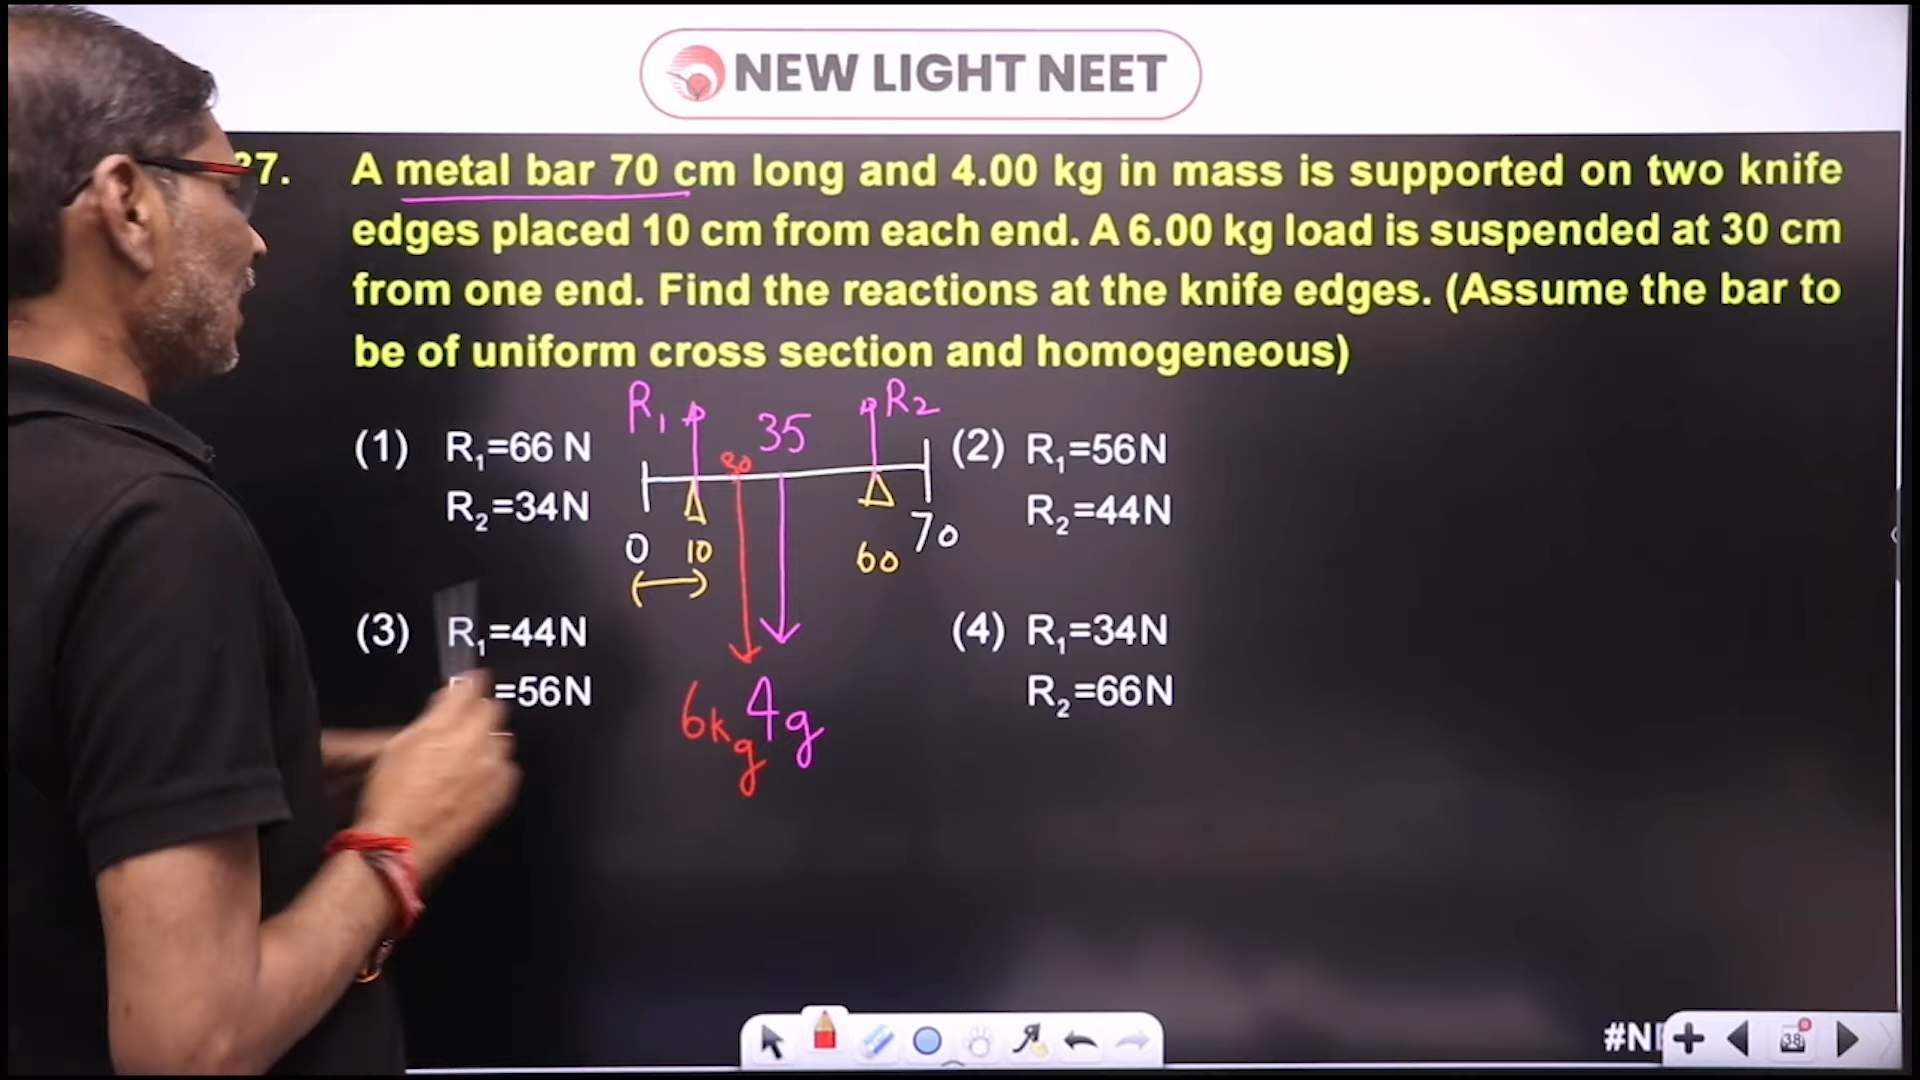 NEW LIGHT NEET
37. A metal bar 70 cm long and 4.00 kg in mass is supported on two knife
edges placed 10 cm from each end. A 6.00 kg load is suspended at 30 cm
from one end. Find the reactions at the knife edges. (Assume the bar to
be of uniform cross section and homogeneous)
(1) R₁=66 N
R₂=34N
(2) R₁=56N
R₂=44N
R₁ 35 R₂
30
0 10 60 70
(3) R₁=44N
=56N
(4) R₁=34N
R₂=66N
6kg 4g
38